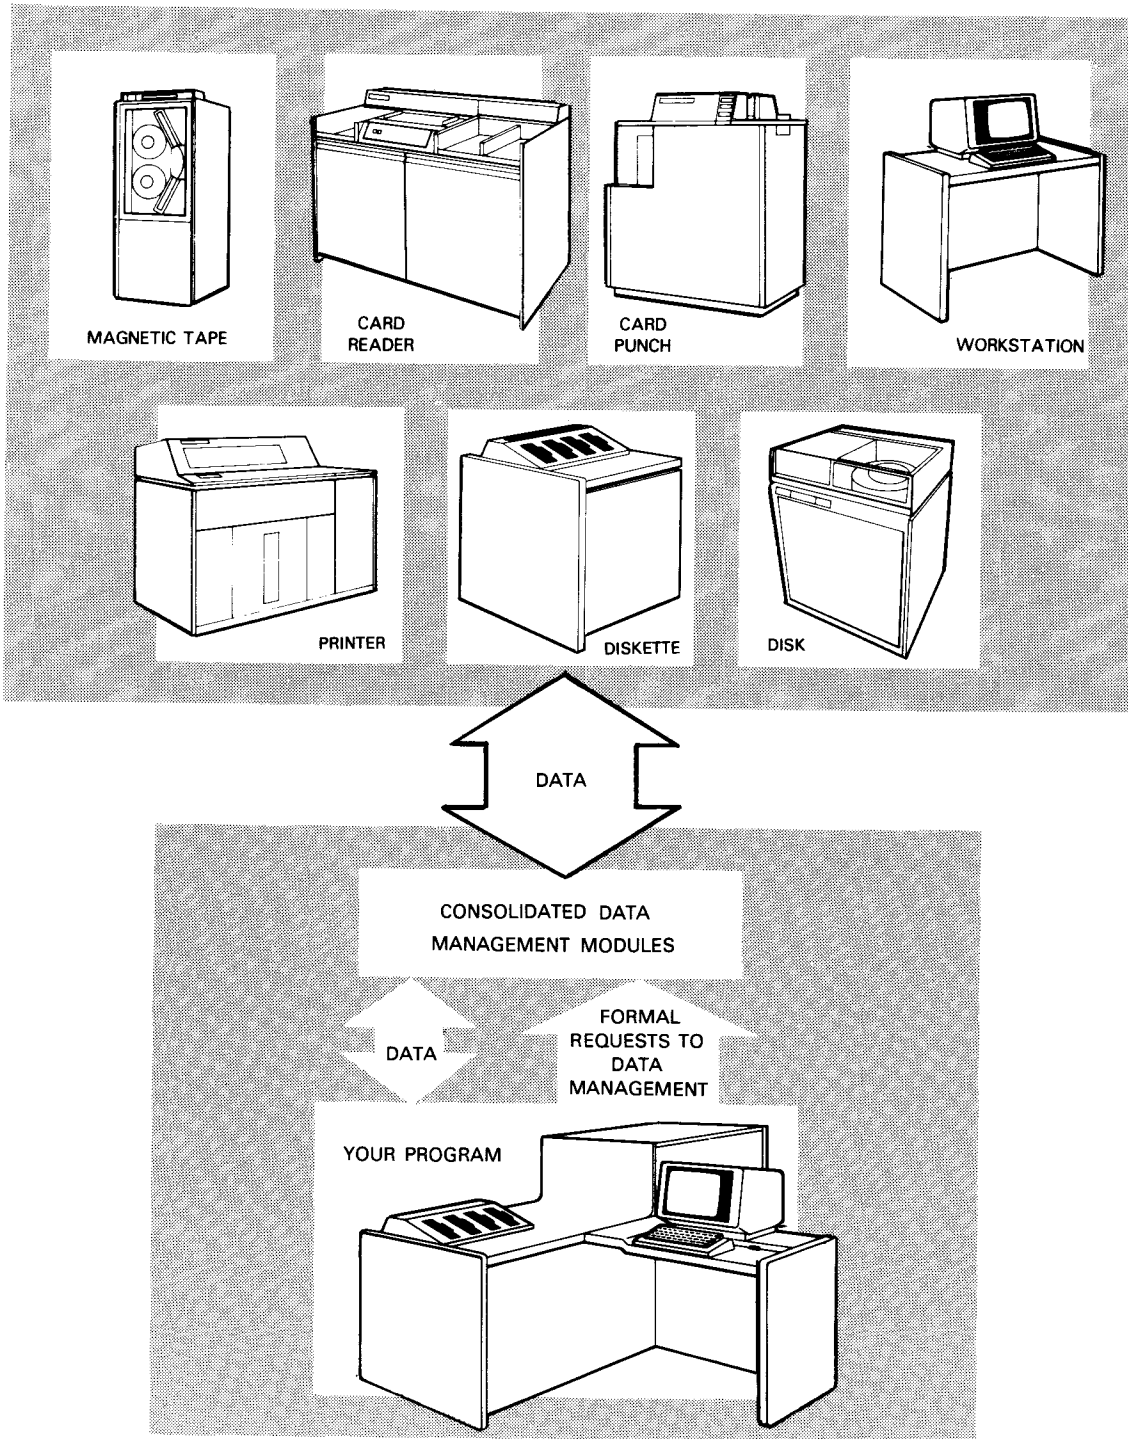 MAGNETIC TAPE
CARD
READER
CARD
PUNCH
WORKSTATION
PRINTER
DISKETTE
DISK
DATA
CONSOLIDATED DATA
MANAGEMENT MODULES
DATA
FORMAL
REQUESTS TO
DATA
MANAGEMENT
YOUR PROGRAM